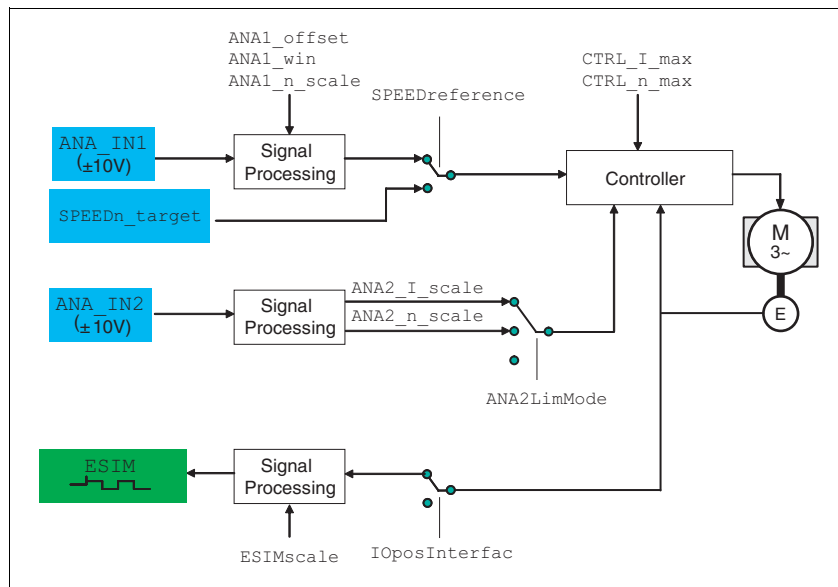 ANA1_offset
ANA1_win
ANA1_n_scale
SPEEDreference
CTRL_I_max
CTRL_n_max
ANA_IN1
(±10V)
Signal
Processing
Controller
SPEEDn_target
M
3~
ANA_IN2
(±10V)
Signal
Processing
ANA2_I_scale
ANA2_n_scale
E
ANA2LimMode
ESIM
Signal
Processing
ESIMscale
IOposInterfac